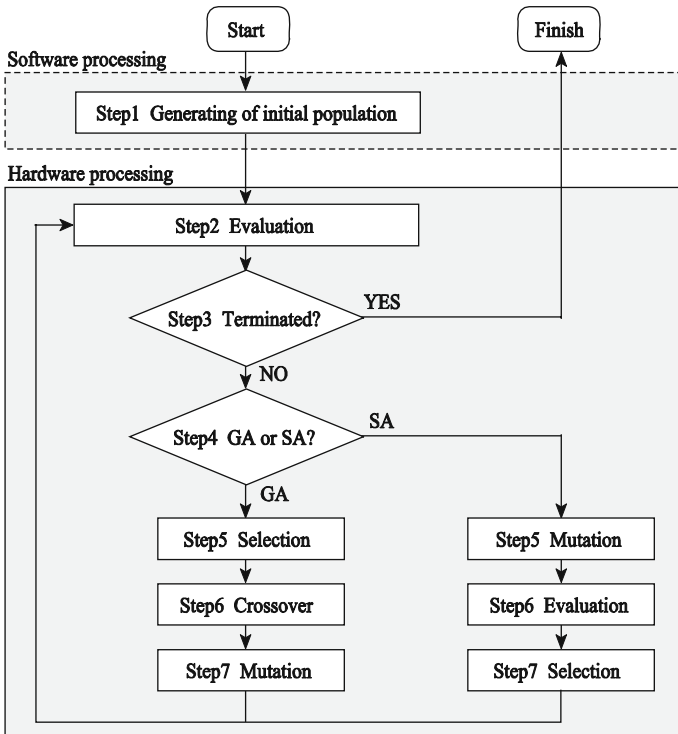 Start
Finish
Software processing
Step1 Generating of initial population
Hardware processing
Step2 Evaluation
Step3 Terminated?
YES
NO
Step4 GA or SA?
SA
GA
Step5 Selection
Step5 Mutation
Step6 Crossover
Step6 Evaluation
Step7 Mutation
Step7 Selection